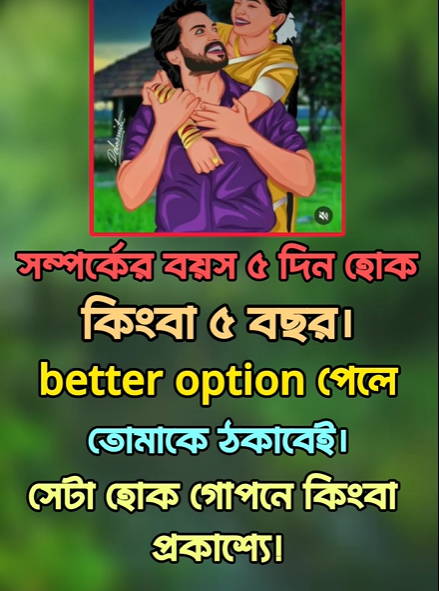 সম্পর্কের বয়স ৫ দিন হোক
কিংবা ৫ বছর।
better option পেলে
তোমাকে ঠকাবেই।
সেটা হোক গোপনে কিংবা
প্রকাশ্যে।